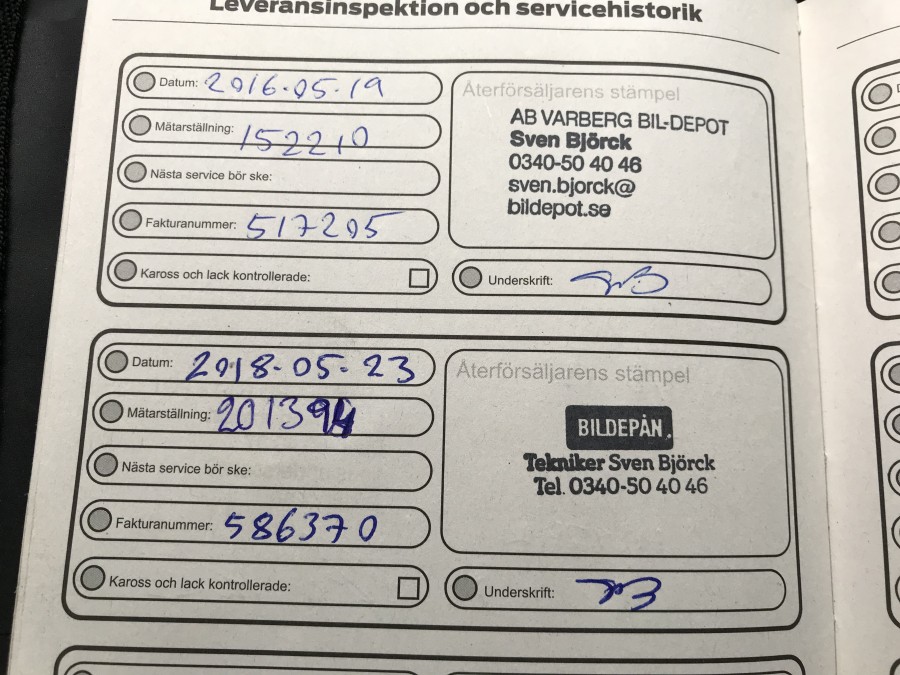 Leveransinspektion och servicehistorik
Datum: 2016.05.19
Mätarställning: 152210
Nästa service bör ske:
Fakturanummer: 517205
Kaross och lack kontrollerade:
Återförsäljarens stämpel
AB VARBERG BIL-DEPOT
Sven Björck
0340-50 40 46
sven.bjorck@
bildepot.se
Underskrift:
Datum: 2018-05-23
Mätarställning:
Nästa service bör ske:
Fakturanummer: 586370
Kaross och lack kontrollerade:
Återförsäljarens stämpel
BILDEPÅN.
Tekniker Sven Björck
Tel. 0340-50 40 46
Underskrift: